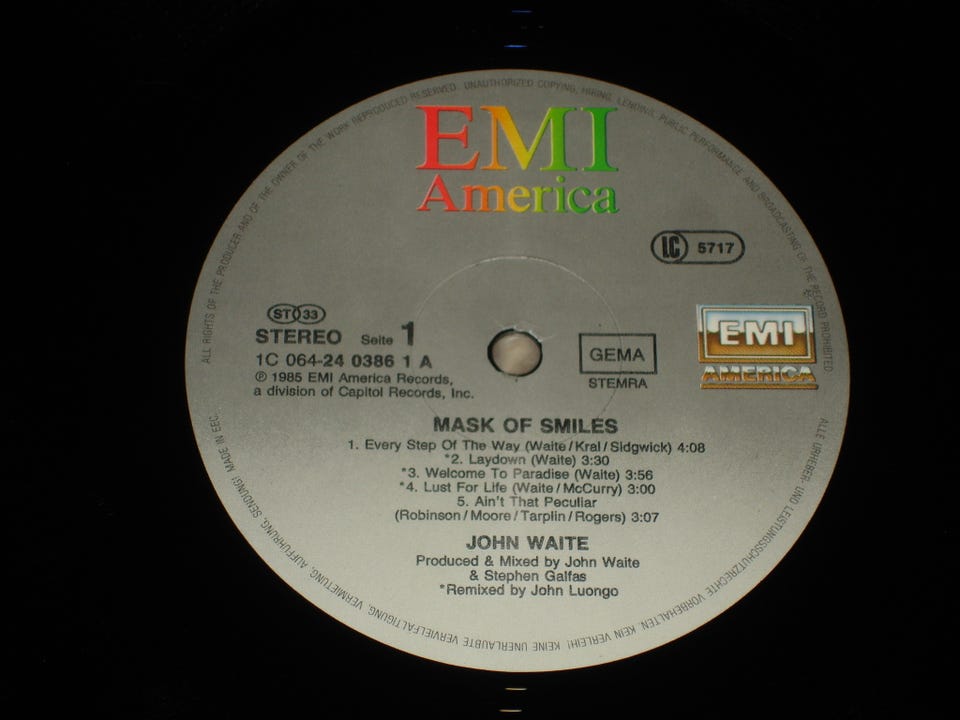 ALL RIGHTS OF THE PRODUCER AND OF THE OWNER OF THE WORK REPRODUCED RESERVED. UNAUTHORIZED COPYING, HIRING, LENDING, PUBLIC PERFORMANCE AND BROADCASTING OF THE RECORD PROHIBITED.
EMI
America
LC 5717
ST 33
STEREO Seite 1
1C 064-24 0386 1 A
℗ 1985 EMI America Records,
a division of Capitol Records, Inc.
GEMA
STEMRA
EMI
AMERICA
MASK OF SMILES
1. Every Step Of The Way (Waite/Kral/Sidgwick) 4:08
*2. Laydown (Waite) 3:30
*3. Welcome To Paradise (Waite) 3:56
*4. Lust For Life (Waite/McCurry) 3:00
5. Ain't That Peculiar
(Robinson/Moore/Tarplin/Rogers) 3:07
JOHN WAITE
Produced & Mixed by John Waite
& Stephen Galfas
*Remixed by John Luongo
ALLE URHEBER- UND LEISTUNGSSCHUTZRECHTE VORBEHALTEN. KEIN VERLEIH! KEINE UNERLAUBTE VERVIELFÄLTIGUNG, VERMIETUNG, AUFFÜHRUNG, SENDUNG! MADE IN EEC.